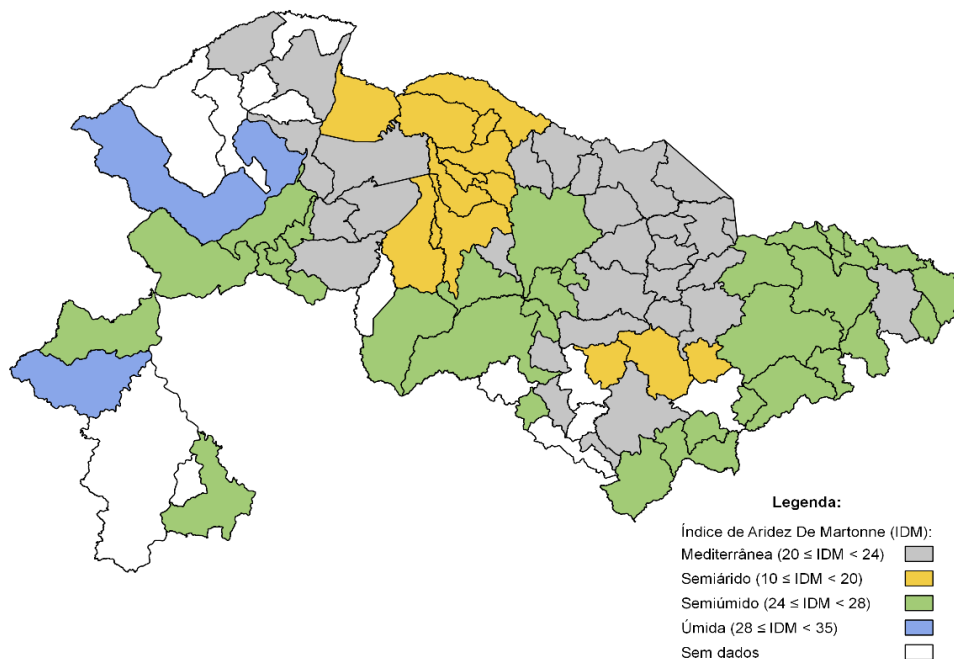 Legenda:
Índice de Aridez De Martonne (IDM):
Mediterrânea (20 ≤ IDM < 24)
Semiárido (10 ≤ IDM < 20)
Semiúmido (24 ≤ IDM < 28)
Úmida (28 ≤ IDM < 35)
Sem dados